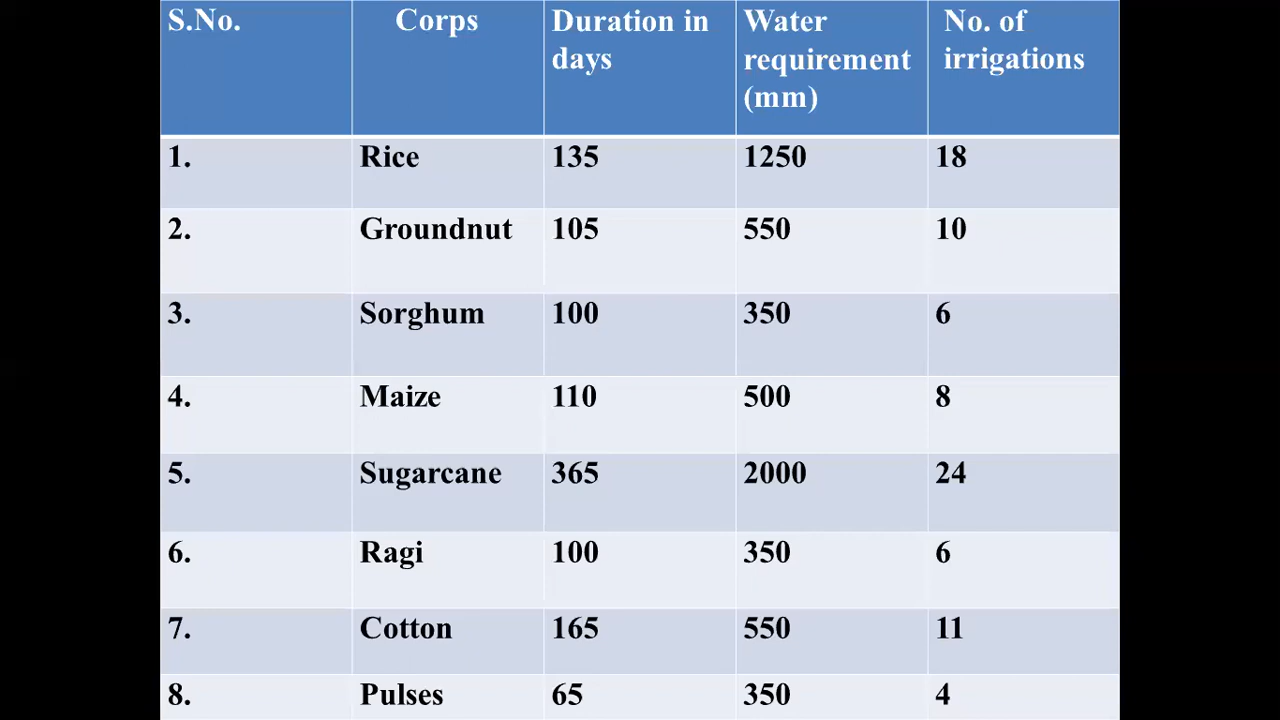 S.No. Corps Duration in days Water requirement (mm) No. of irrigations
1. Rice 135 1250 18
2. Groundnut 105 550 10
3. Sorghum 100 350 6
4. Maize 110 500 8
5. Sugarcane 365 2000 24
6. Ragi 100 350 6
7. Cotton 165 550 11
8. Pulses 65 350 4